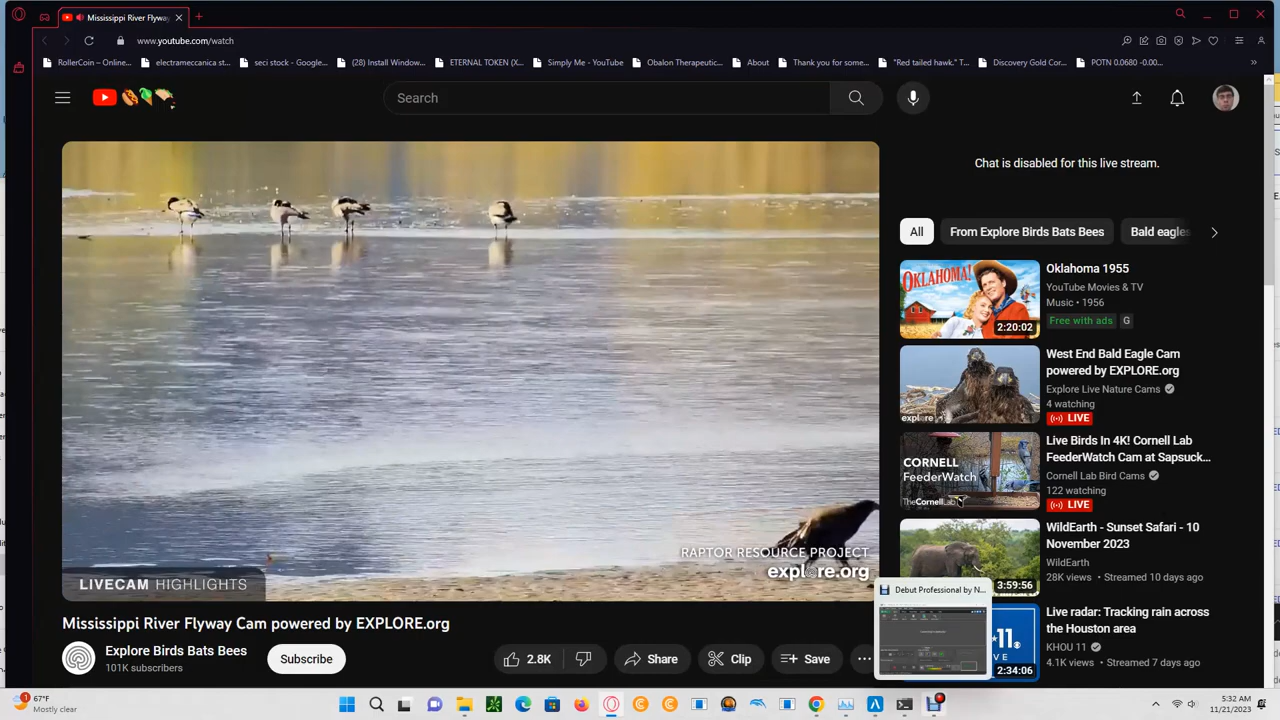 Mississippi River Flyway
www.youtube.com/watch
RollerCoin – Online...
electrameccanica st...
seci stock - Google...
(28) Install Window...
ETERNAL TOKEN (X...
Simply Me - YouTube
Obalon Therapeutic...
About
Thank you for some...
"Red tailed hawk." T...
Discovery Gold Cor...
POTN 0.0680 -0.00...
»
Search
Chat is disabled for this live stream.
All
From Explore Birds Bats Bees
Bald eagles
OKLAHOMA!
2:20:02
Oklahoma 1955
YouTube Movies & TV
Music • 1956
Free with ads
G
explore
West End Bald Eagle Cam
powered by EXPLORE.org
Explore Live Nature Cams
4 watching
LIVE
CORNELL
FeederWatch
TheCornellLab
Live Birds In 4K! Cornell Lab
FeederWatch Cam at Sapsuck...
Cornell Lab Bird Cams
122 watching
LIVE
3:59:56
WildEarth - Sunset Safari - 10
November 2023
WildEarth
28K views • Streamed 10 days ago
11
2:34:06
Live radar: Tracking rain across
the Houston area
KHOU 11
4.1K views • Streamed 7 days ago
RAPTOR RESOURCE PROJECT
explore.org
LIVECAM HIGHLIGHTS
Mississippi River Flyway Cam powered by EXPLORE.org
Explore Birds Bats Bees
101K subscribers
Subscribe
2.8K
Share
Clip
Save
Debut Professional by N...
1
67°F
Mostly clear
5:32 AM
11/21/2023